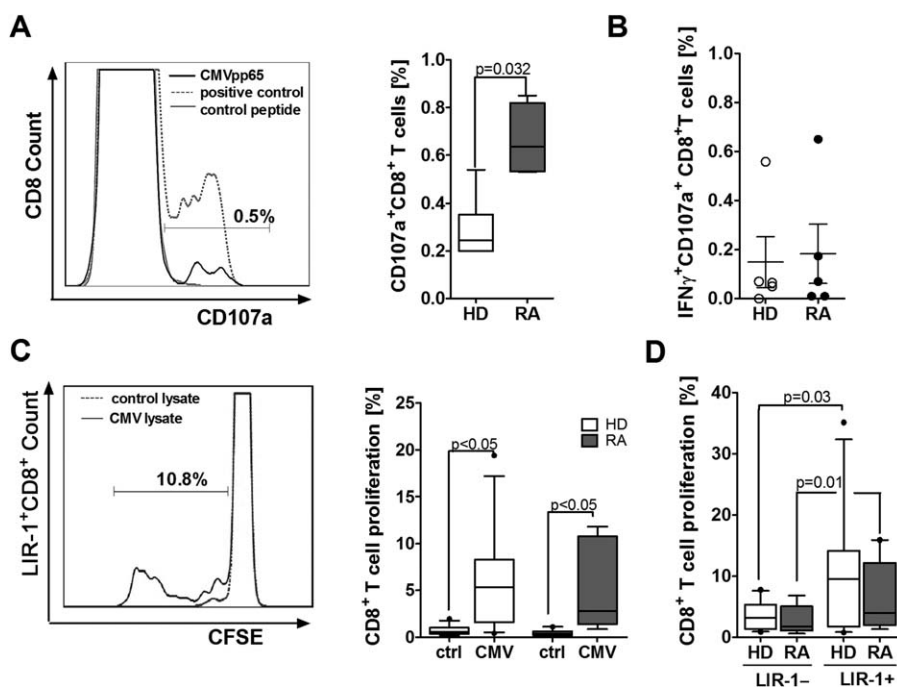 A
CD8 Count
CMVpp65
positive control
control peptide
0.5%
CD107a
CD107a⁺CD8⁺T cells [%]
1.0
0.8
0.6
0.4
0.2
0.0
p=0.032
HD RA
B
IFNγ⁺CD107a⁺ CD8⁺T cells [%]
1.0
0.8
0.6
0.4
0.2
0.0
HD RA
C
LIR-1⁺CD8⁺ Count
control lysate
CMV lysate
10.8%
CFSE
CD8⁺ T cell proliferation [%]
25
20
15
10
5
0
HD
RA
p<0.05
p<0.05
ctrl CMV ctrl CMV
D
CD8⁺ T cell proliferation [%]
40
30
20
10
0
p=0.03
p=0.01
HD RA HD RA
LIR-1– LIR-1+